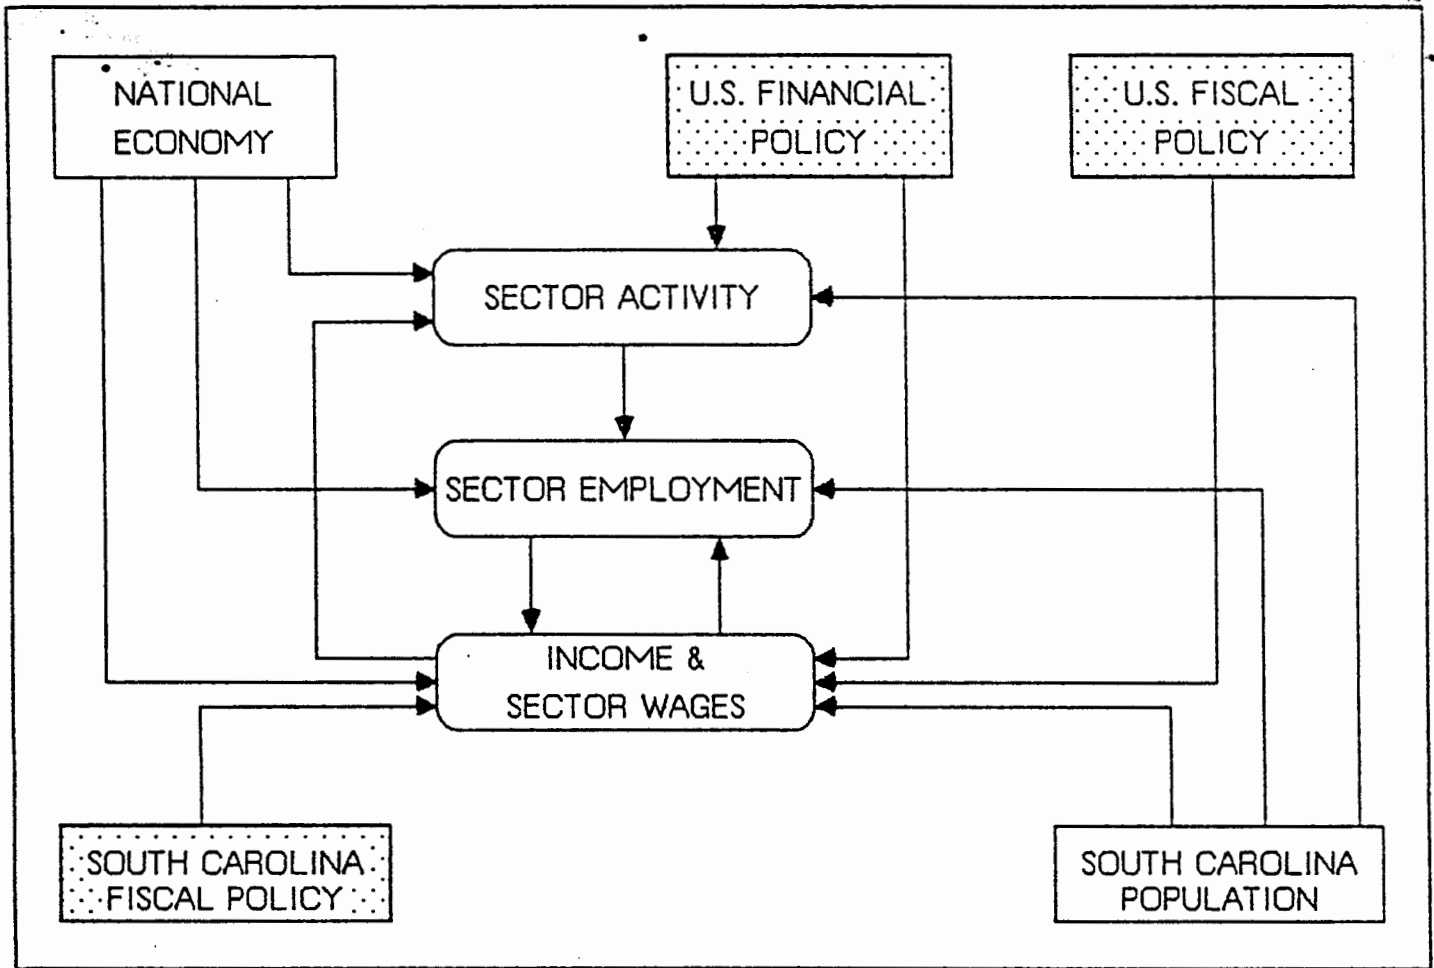 NATIONAL
ECONOMY
U.S. FINANCIAL
POLICY
U.S. FISCAL
POLICY
SECTOR ACTIVITY
SECTOR EMPLOYMENT
INCOME &
SECTOR WAGES
SOUTH CAROLINA
FISCAL POLICY
SOUTH CAROLINA
POPULATION